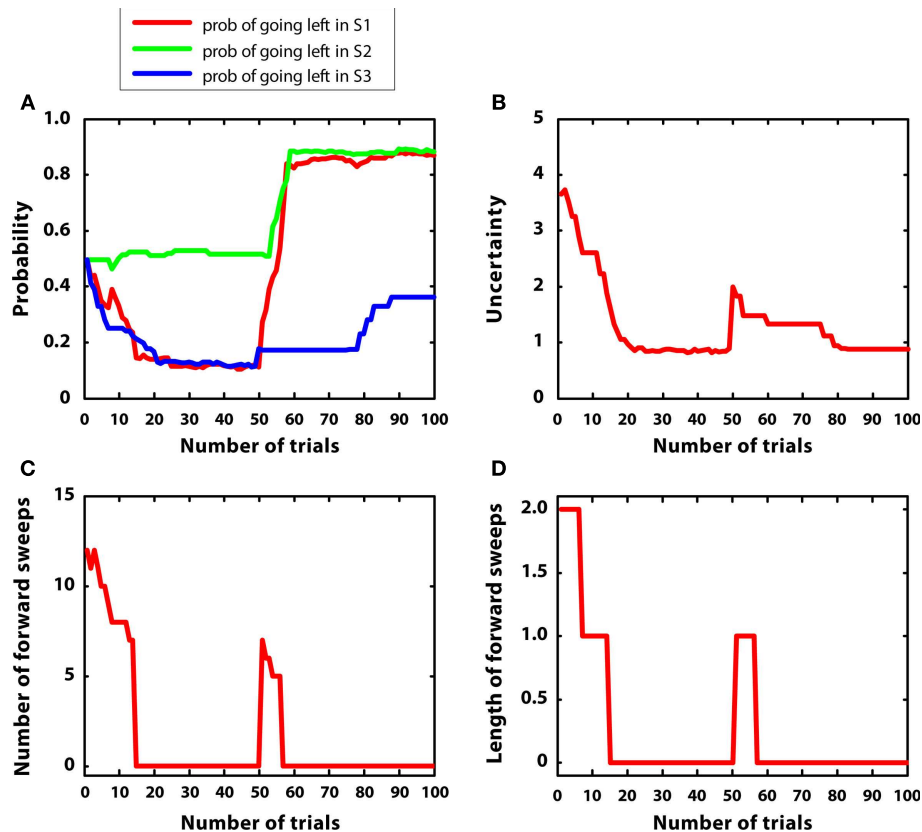 prob of going left in S1
prob of going left in S2
prob of going left in S3
A
1.0
0.8
0.6
0.4
0.2
0
Probability
0 10 20 30 40 50 60 70 80 90 100
Number of trials
B
5
4
3
2
1
0
Uncertainty
0 10 20 30 40 50 60 70 80 90 100
Number of trials
C
15
10
5
0
Number of forward sweeps
0 10 20 30 40 50 60 70 80 90 100
Number of trials
D
2.0
1.5
1.0
0.5
0
Length of forward sweeps
0 10 20 30 40 50 60 70 80 90 100
Number of trials